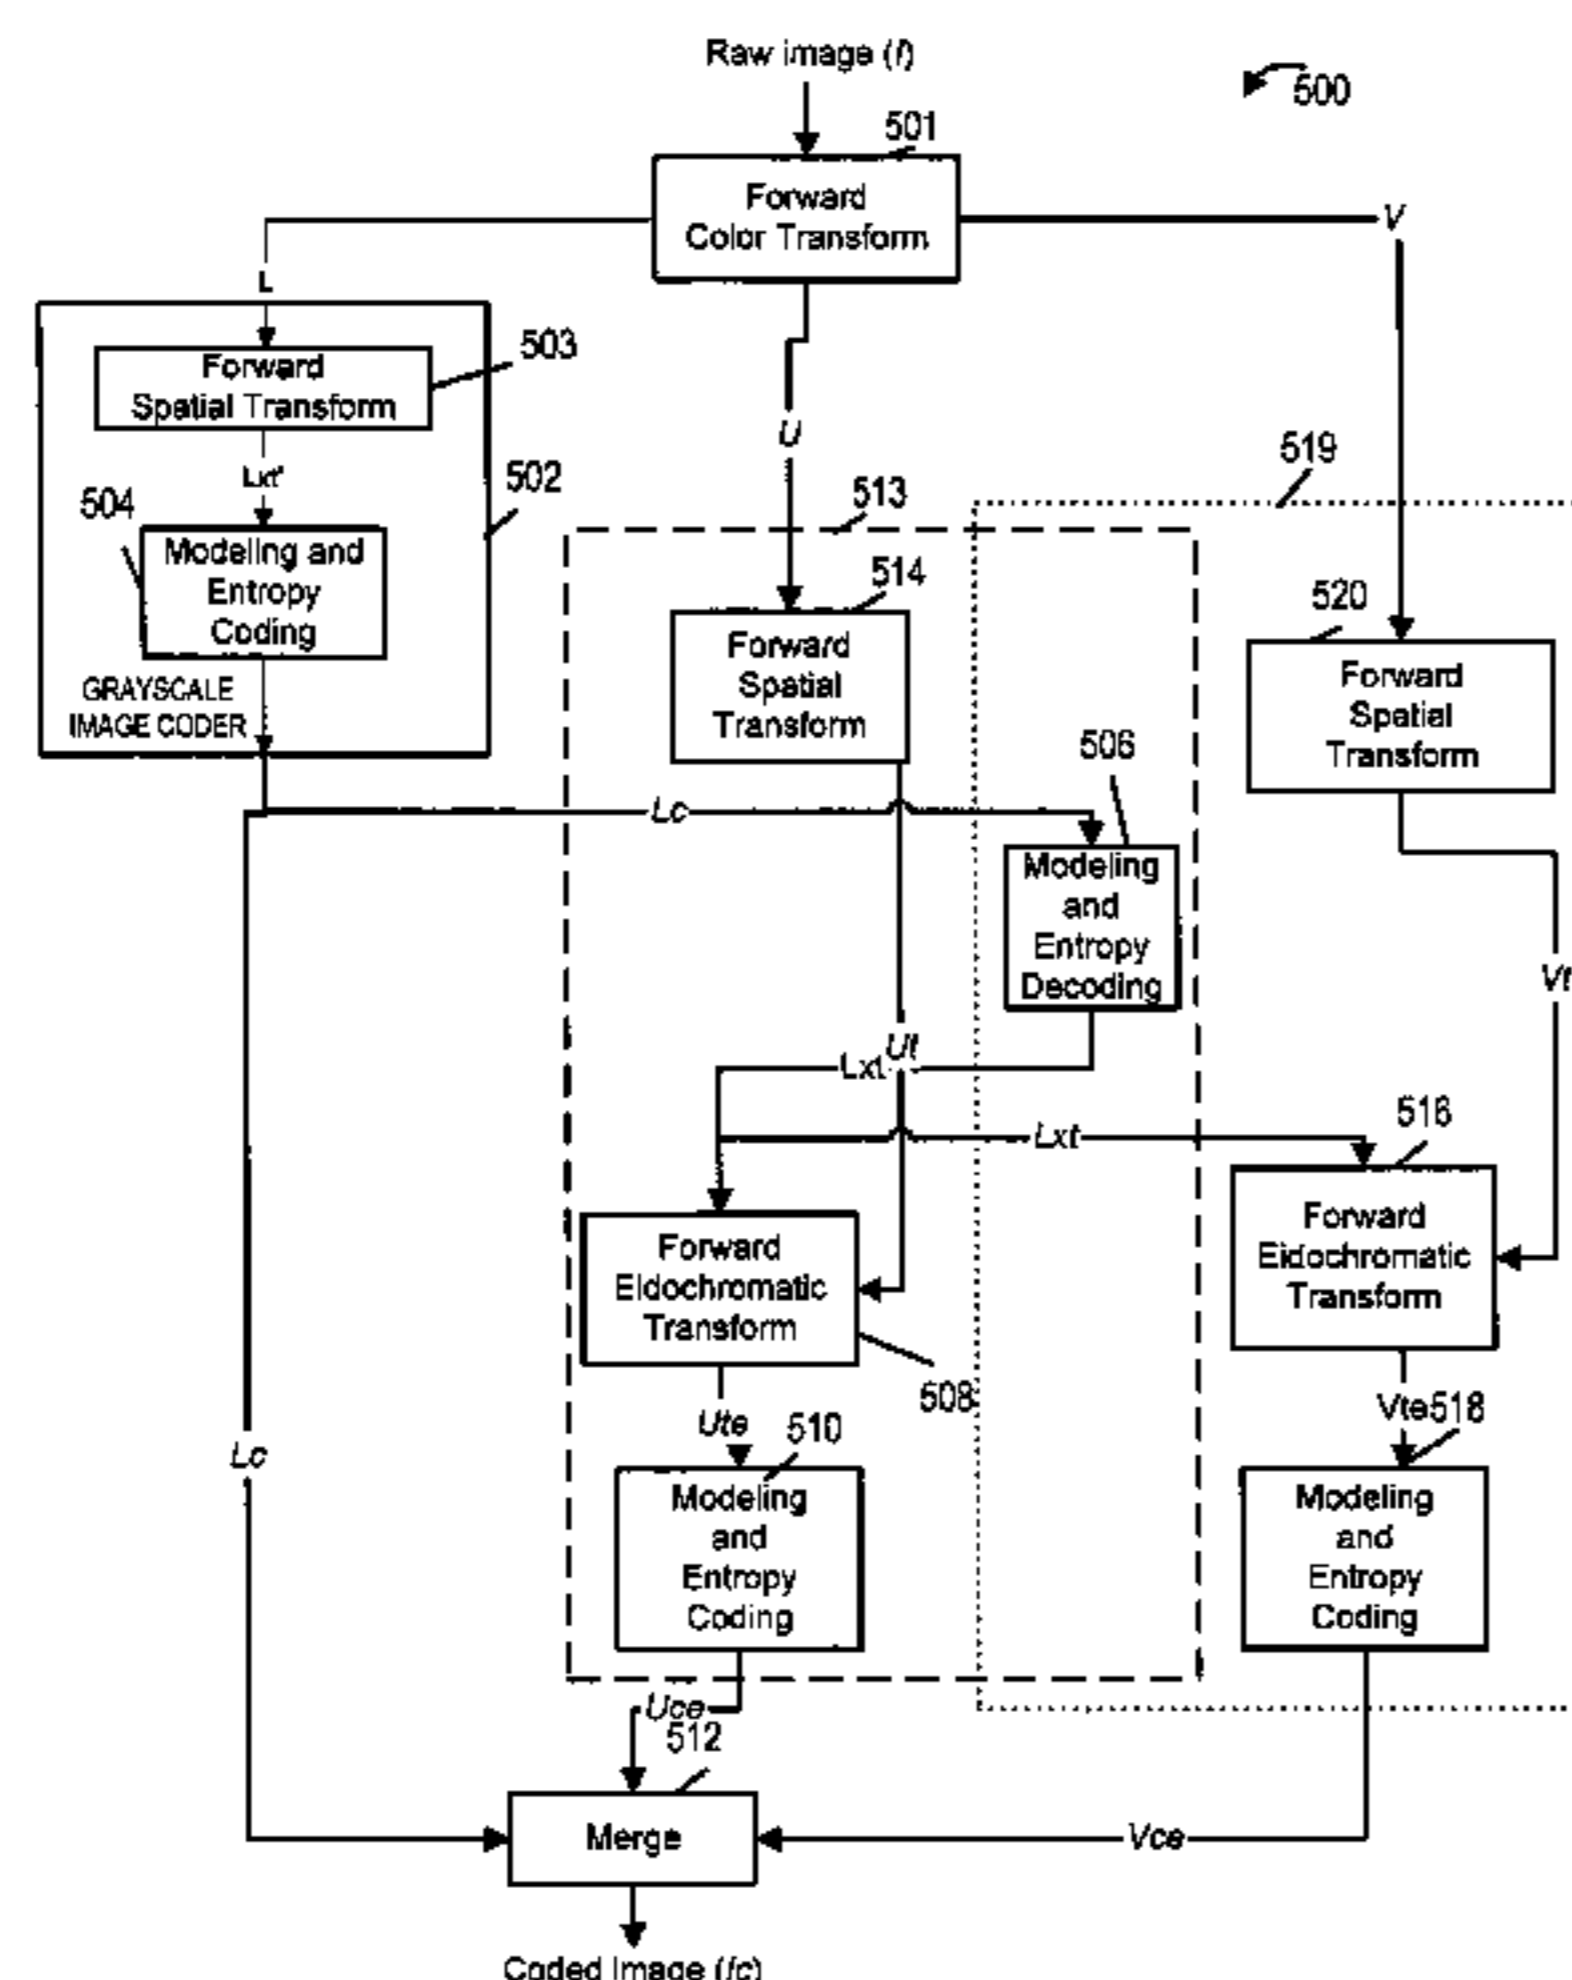 Raw image (I)
500
501
Forward
Color Transform
V
L
503
Forward
Spatial Transform
U
Lxt'
519
504
502
513
Modeling and
Entropy
Coding
514
520
Forward
Spatial
Transform
Forward
Spatial
Transform
GRAYSCALE
IMAGE CODER
506
Lc
Modeling
and
Entropy
Decoding
Ut
Lxt
516
Lxt
Forward
Eidochromatic
Transform
Forward
Eidochromatic
Transform
508
Ute
510
Vte
518
Lc
Modeling
and
Entropy
Coding
Modeling
and
Entropy
Coding
Uce
512
Merge
Vce
Coded Image (Ic)